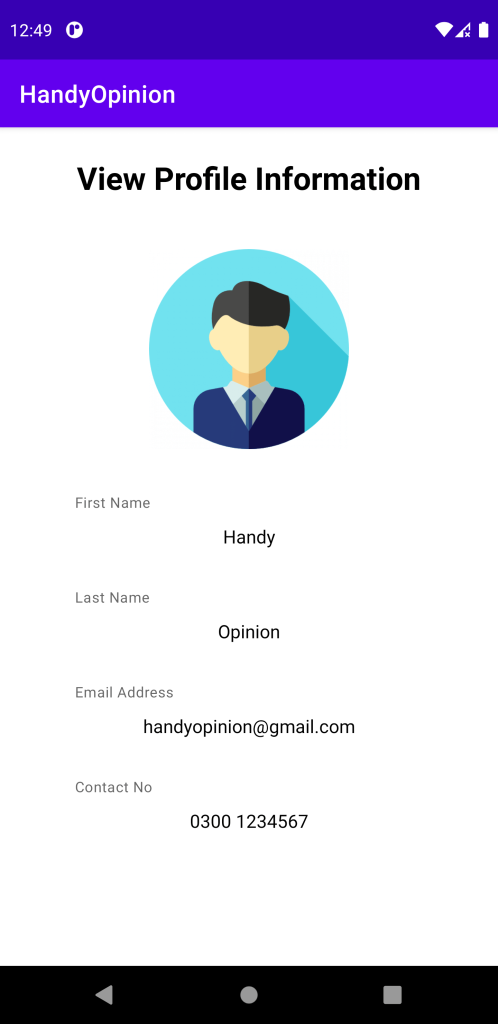 12:49
HandyOpinion
View Profile Information
First Name
Handy
Last Name
Opinion
Email Address
handyopinion@gmail.com
Contact No
0300 1234567